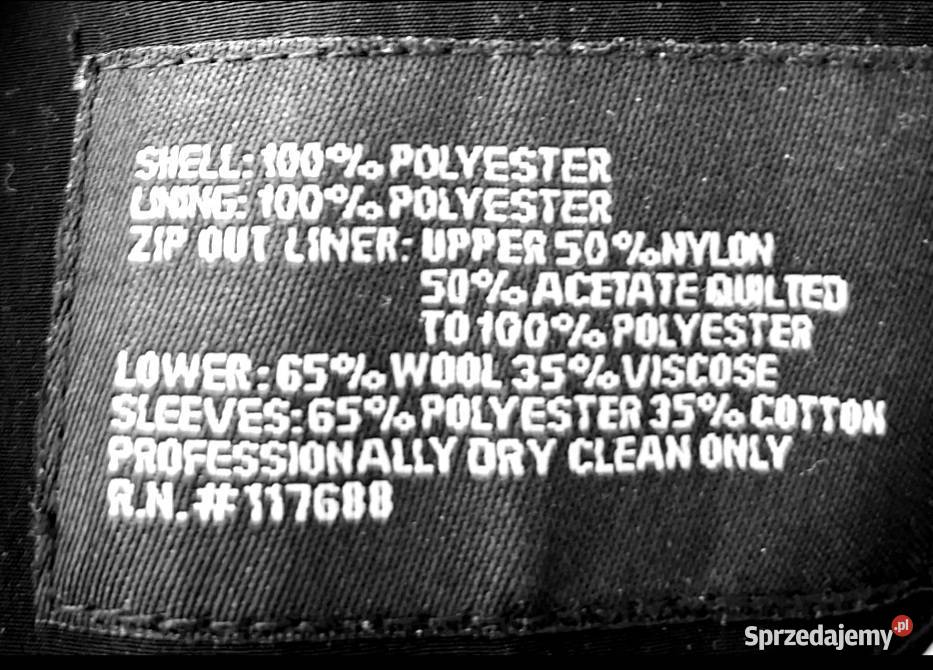 SHELL: 100% POLYESTER
LINING: 100% POLYESTER
ZIP OUT LINER: UPPER 50% NYLON
50% ACETATE QUILTED
TO 100% POLYESTER
LOWER: 65% WOOL 35% VISCOSE
SLEEVES: 65% POLYESTER 35% COTTON
PROFESSIONALLY DRY CLEAN ONLY
R.N. # 117688
Sprzedajemy.pl